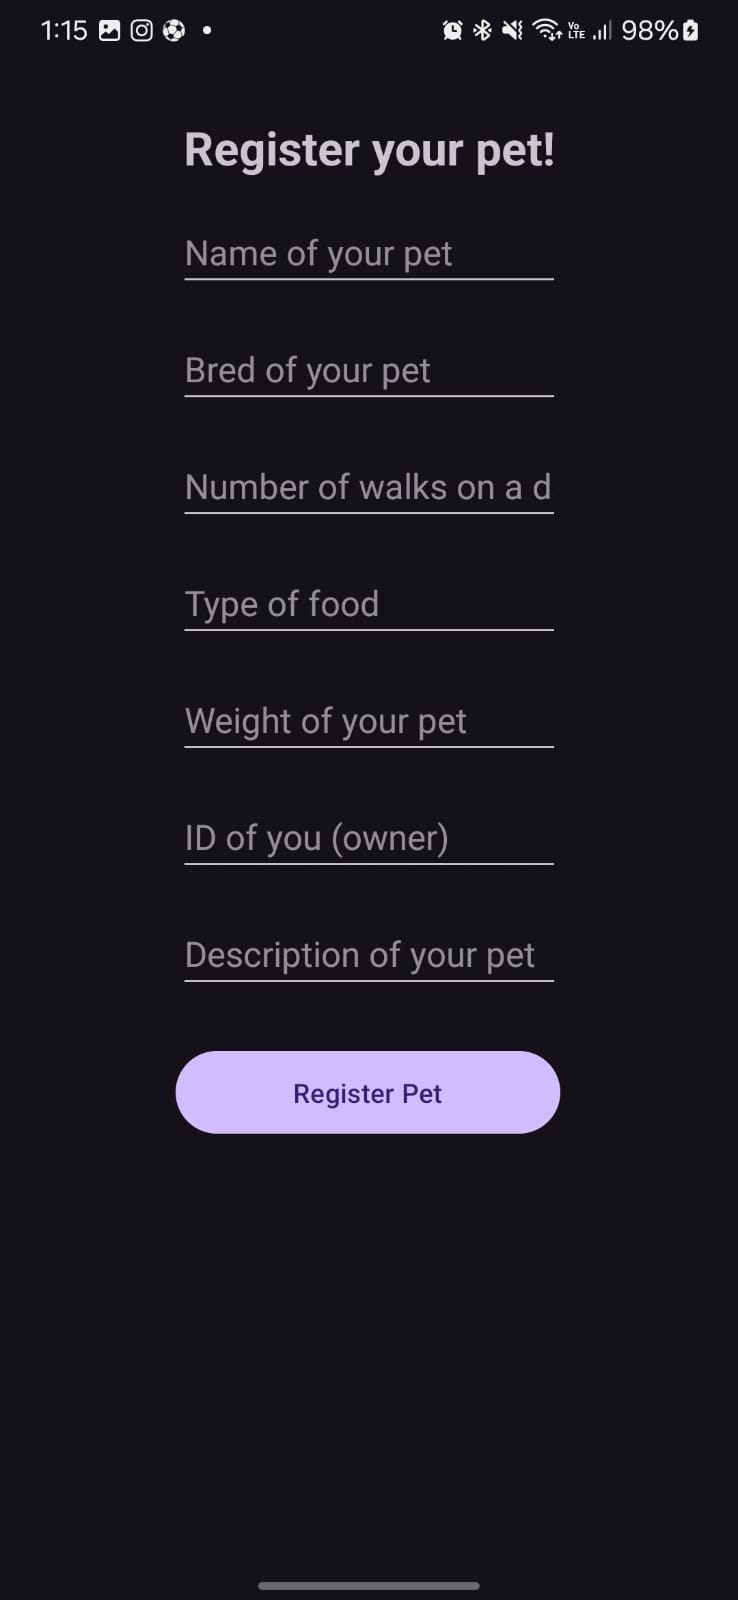 1:15 98%
Vo
LTE
Register your pet!
Name of your pet
Bred of your pet
Number of walks on a d
Type of food
Weight of your pet
ID of you (owner)
Description of your pet
Register Pet